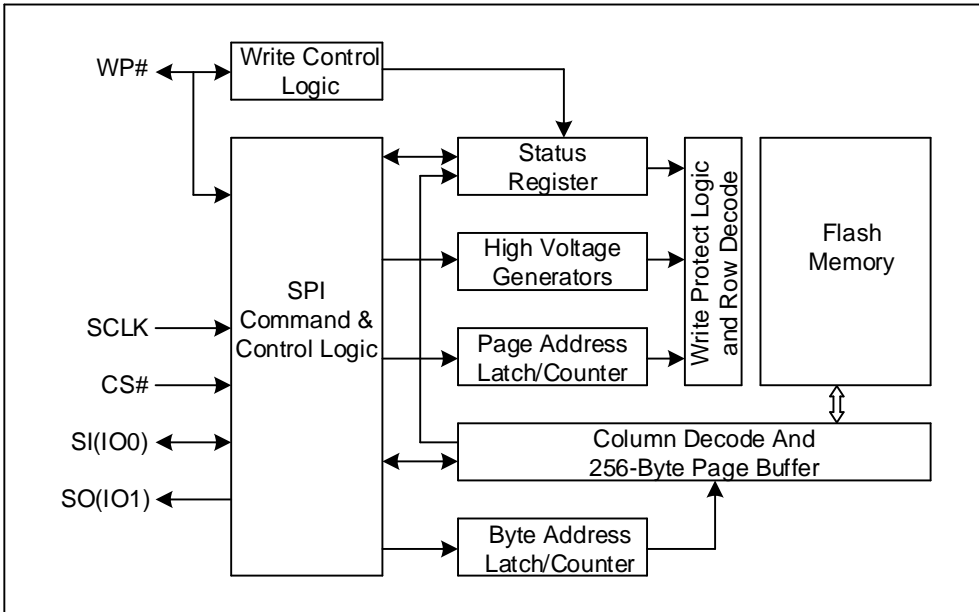 WP#
Write Control
Logic
Status
Register
High Voltage
Generators
SPI
Command &
Control Logic
SCLK
CS#
SI(IO0)
SO(IO1)
Page Address
Latch/Counter
Write Protect Logic
and Row Decode
Flash
Memory
Column Decode And
256-Byte Page Buffer
Byte Address
Latch/Counter